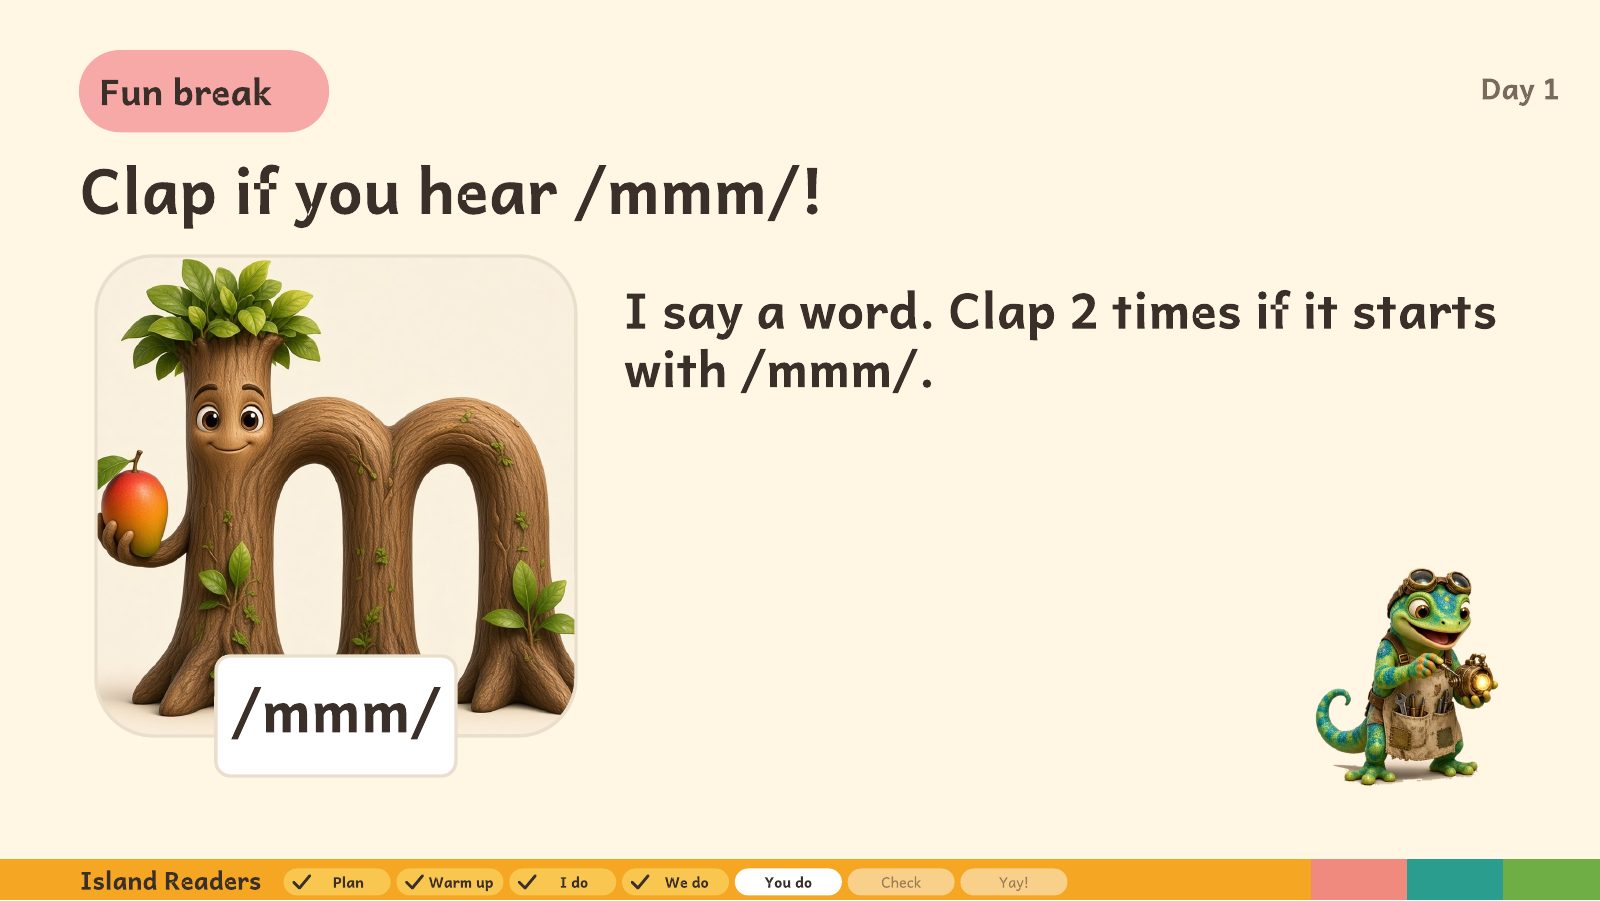 Fun break
Day 1
Clap if you hear /mmm/!
I say a word. Clap 2 times if it starts
with /mmm/.
/mmm/
Island Readers
Plan
Warm up
I do
We do
You do
Check
Yay!